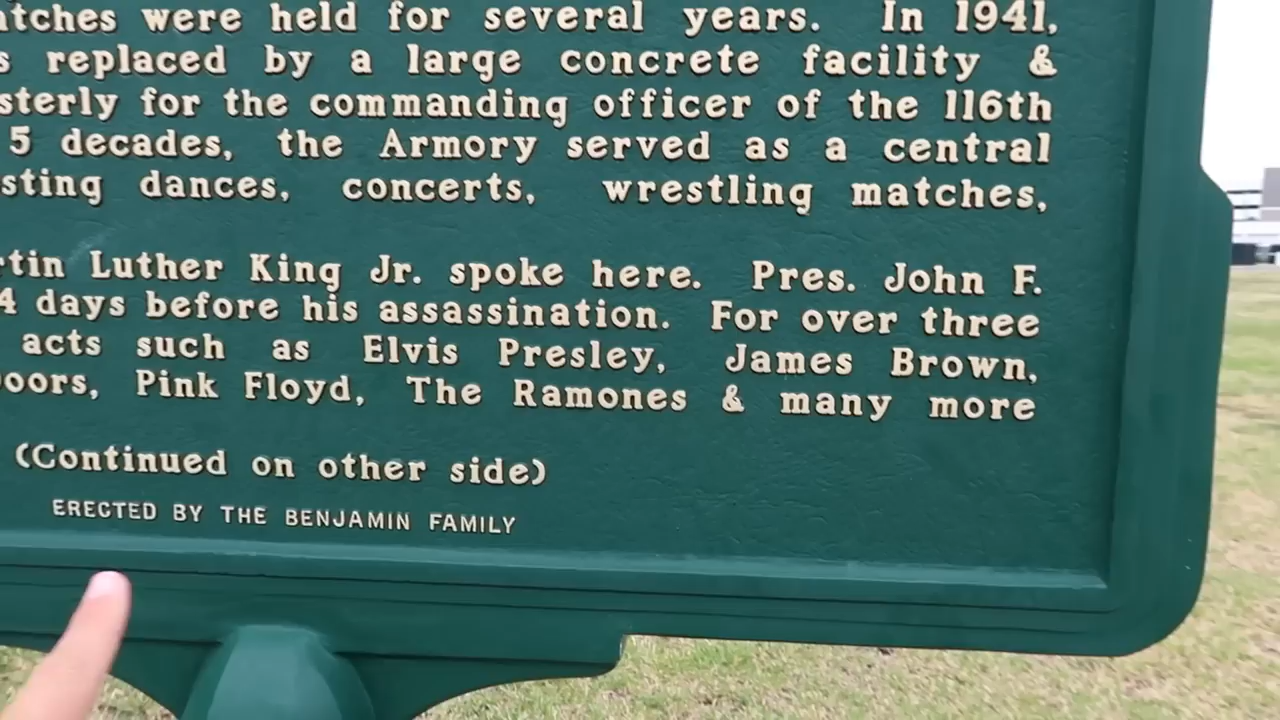 atches were held for several years. In 1941,
s replaced by a large concrete facility &
sterly for the commanding officer of the 116th
5 decades, the Armory served as a central
sting dances, concerts, wrestling matches,
rtin Luther King Jr. spoke here. Pres. John F.
4 days before his assassination. For over three
acts such as Elvis Presley, James Brown,
oors, Pink Floyd, The Ramones & many more
(Continued on other side)
ERECTED BY THE BENJAMIN FAMILY